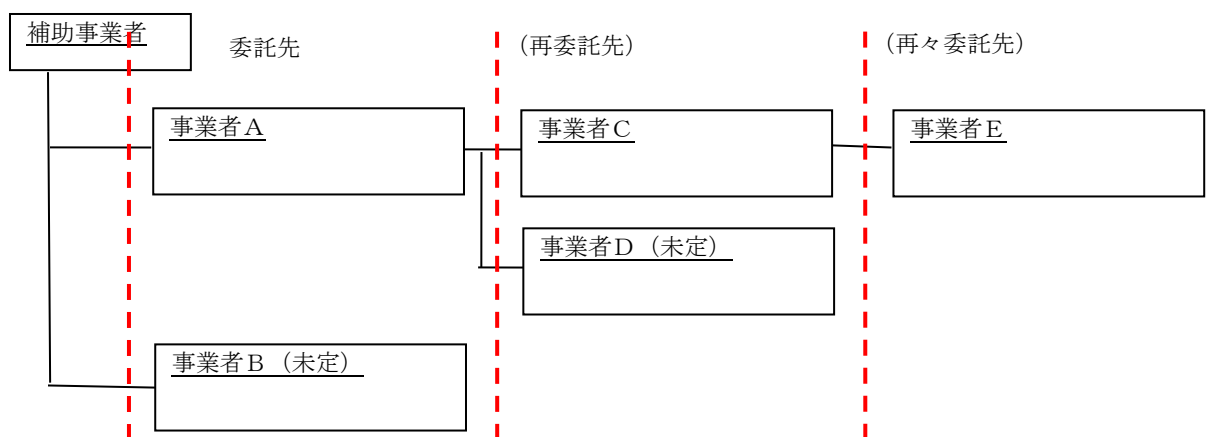 補助事業者
委託先
（再委託先）
（再々委託先）
事業者Ａ
事業者Ｃ
事業者Ｅ
事業者Ｄ（未定）
事業者Ｂ（未定）